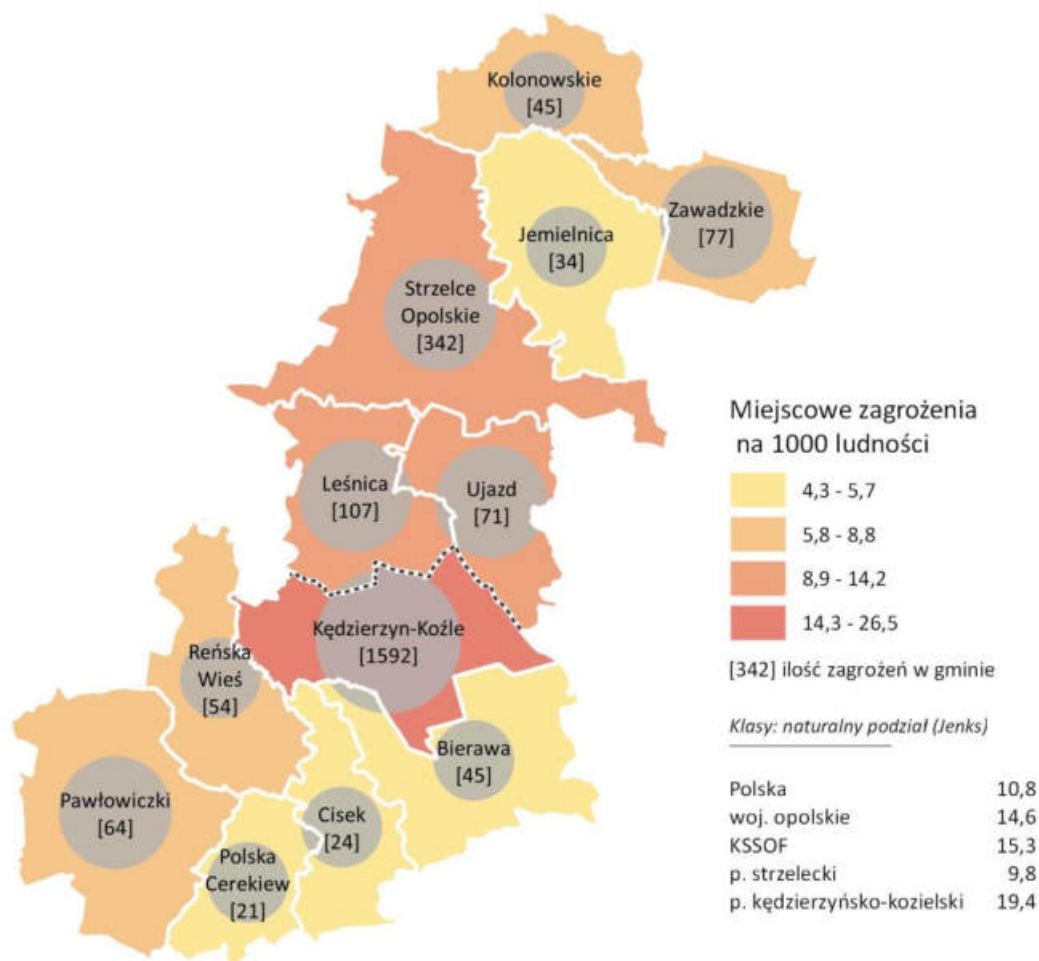 Kolonowskie
[45]
Zawadzkie
[77]
Jemielnica
[34]
Strzelce
Opolskie
[342]
Leśnica
[107]
Ujazd
[71]
Kędzierzyn-Koźle
[1592]
Reńska
Wieś
[54]
Bierawa
[45]
Pawłowiczki
[64]
Cisek
[24]
Polska
Cerekiew
[21]
Miejscowe zagrożenia
na 1000 ludności
4,3 - 5,7
5,8 - 8,8
8,9 - 14,2
14,3 - 26,5
[342] ilość zagrożeń w gminie
Klasy: naturalny podział (Jenks)
Polska 10,8
woj. opolskie 14,6
KSSOF 15,3
p. strzelecki 9,8
p. kędzierzyńsko-kozielski 19,4